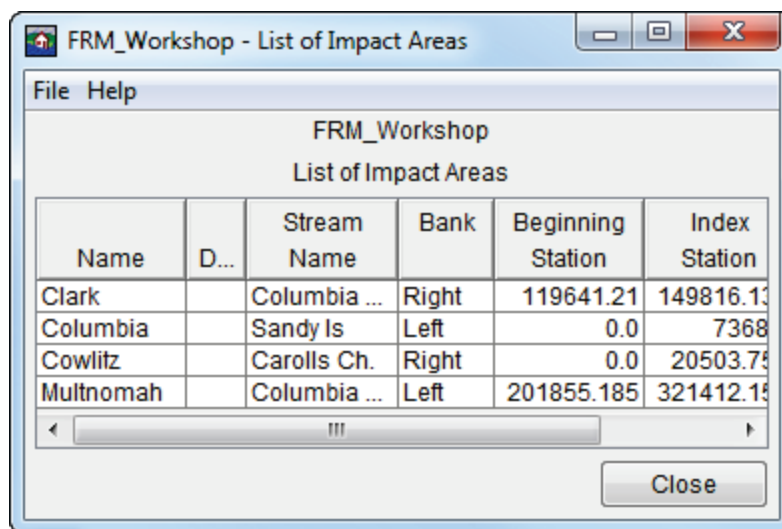 FRM_Workshop - List of Impact Areas
File Help
FRM_Workshop
List of Impact Areas
Name D... Stream Name Bank Beginning Station Index Station
Clark Columbia ... Right 119641.21 149816.13
Columbia Sandy Is Left 0.0 7368
Cowlitz Carolls Ch. Right 0.0 20503.75
Multnomah Columbia ... Left 201855.185 321412.15
Close